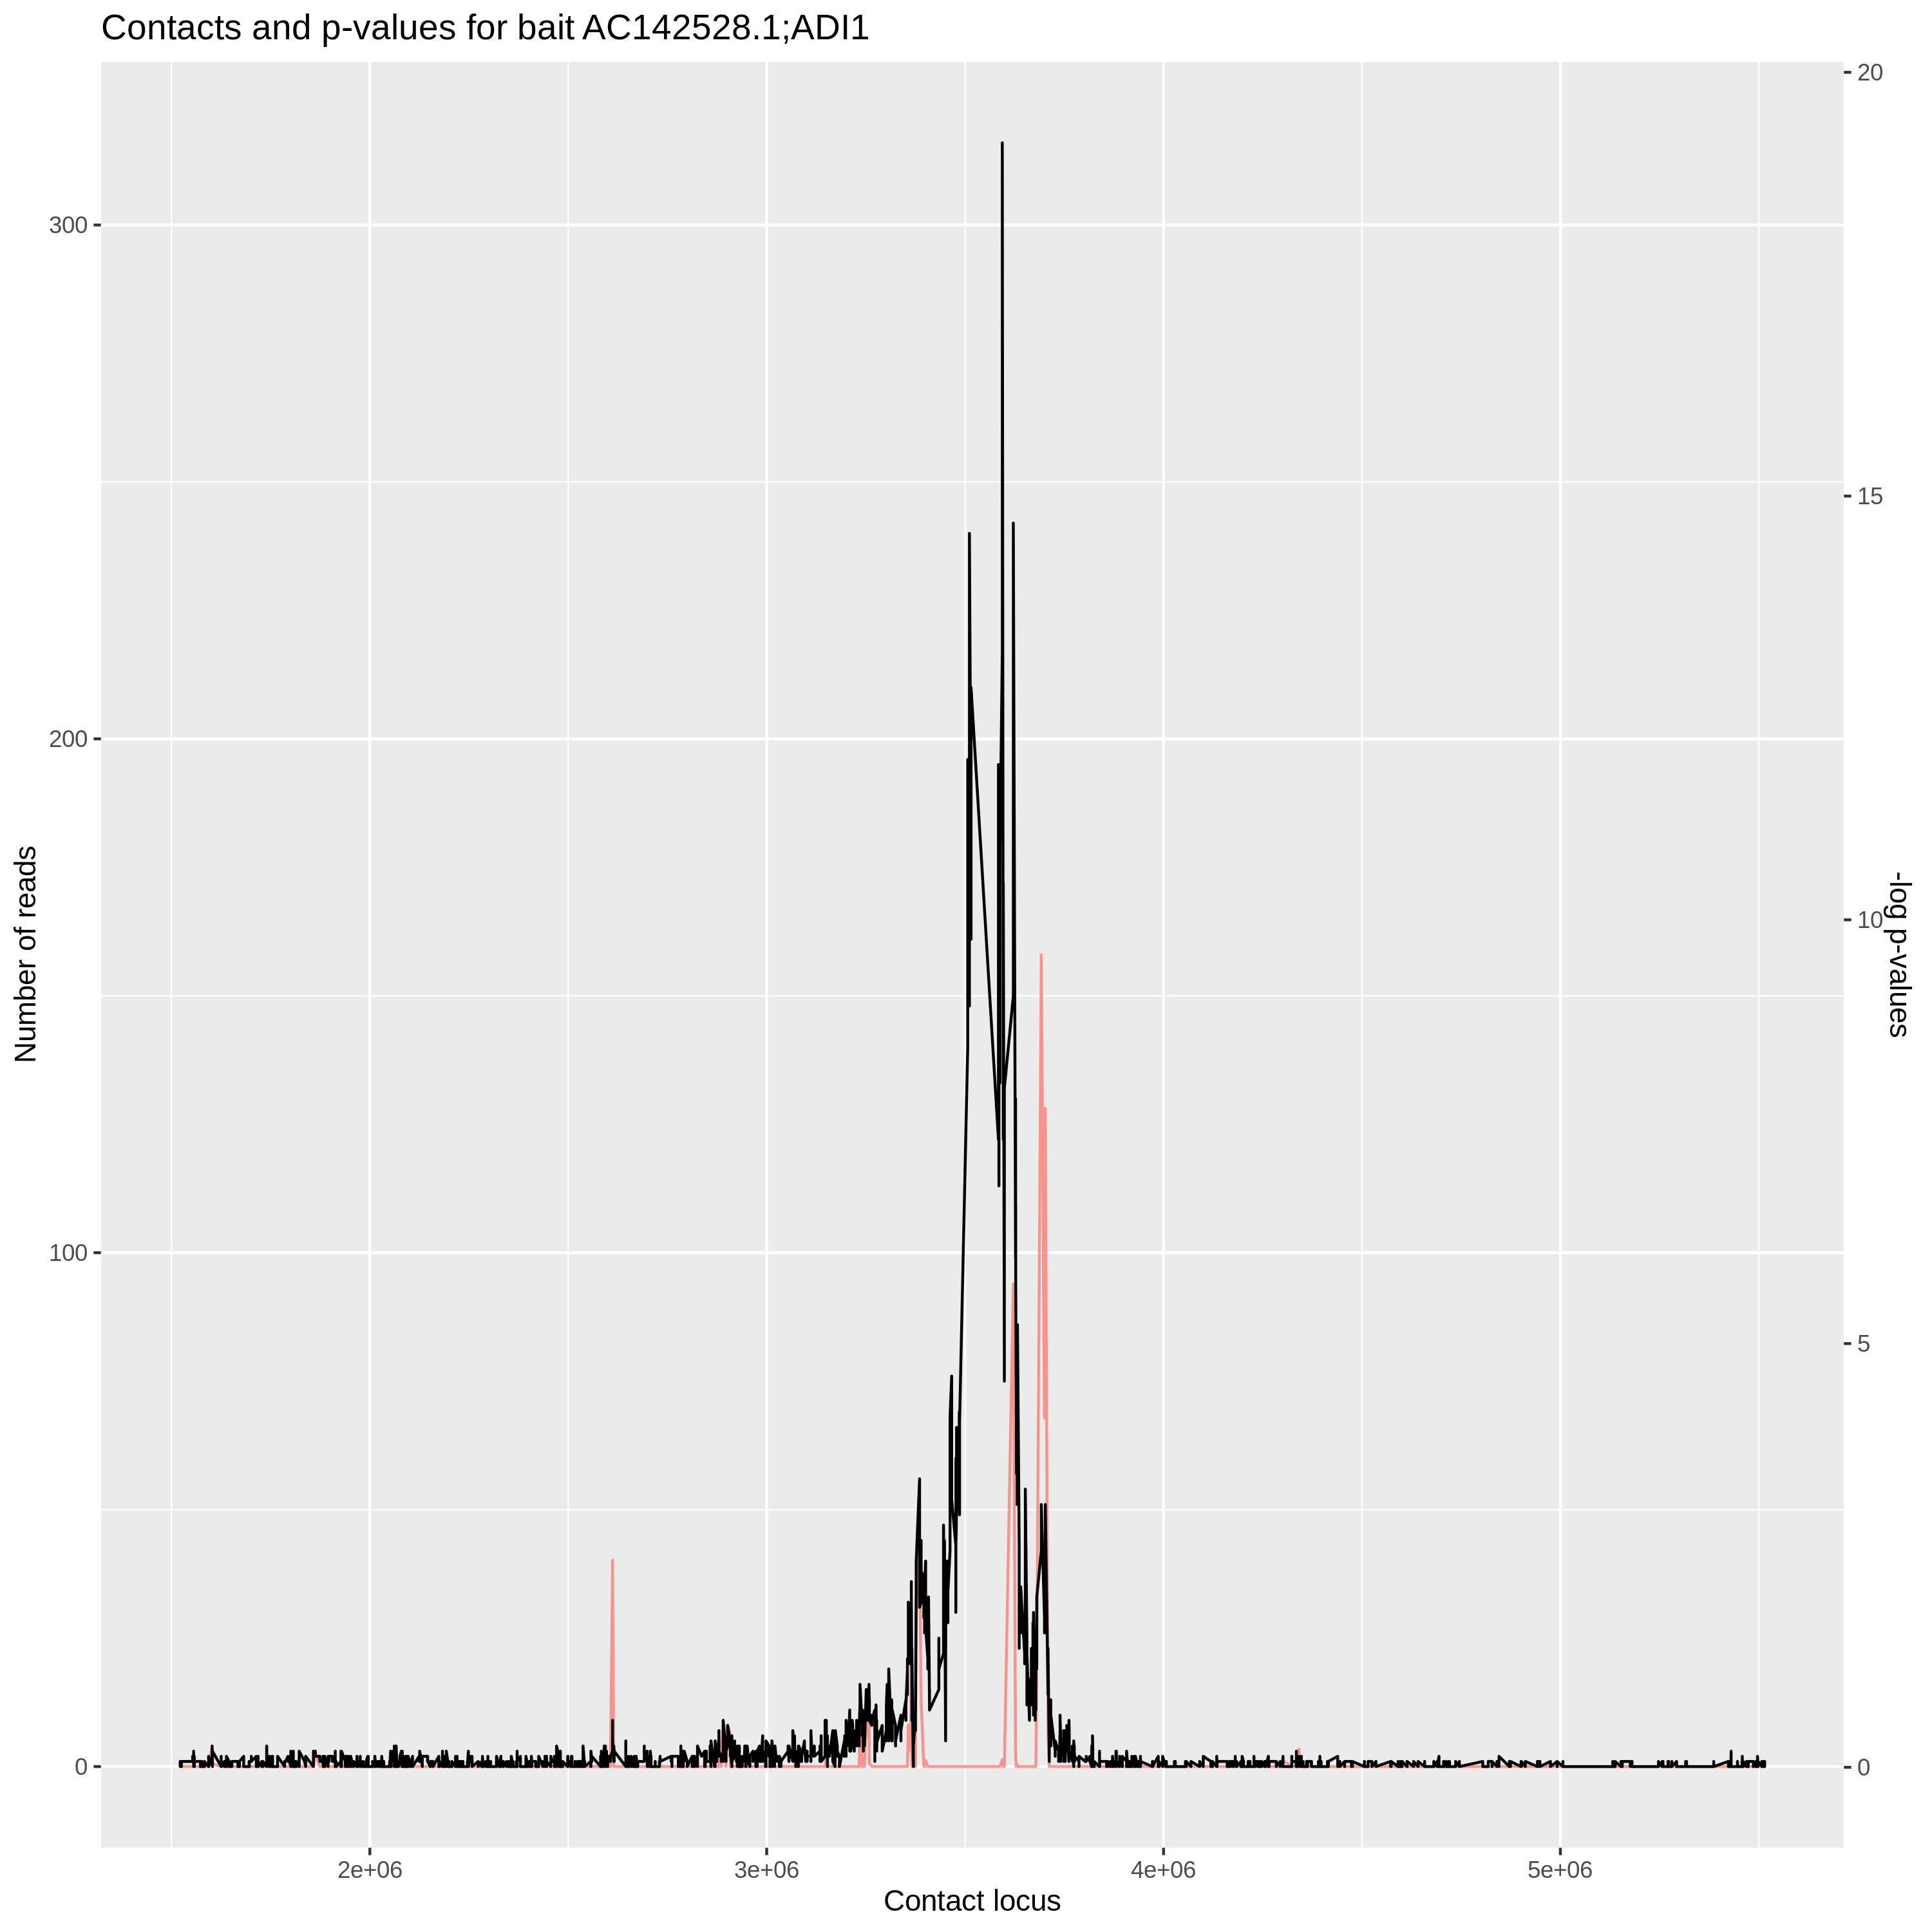 Contacts and p-values for bait AC142528.1;ADI1
Number of reads
300
200
100
0
20
15
10
5
0
-log p-values
2e+06
3e+06
4e+06
5e+06
Contact locus